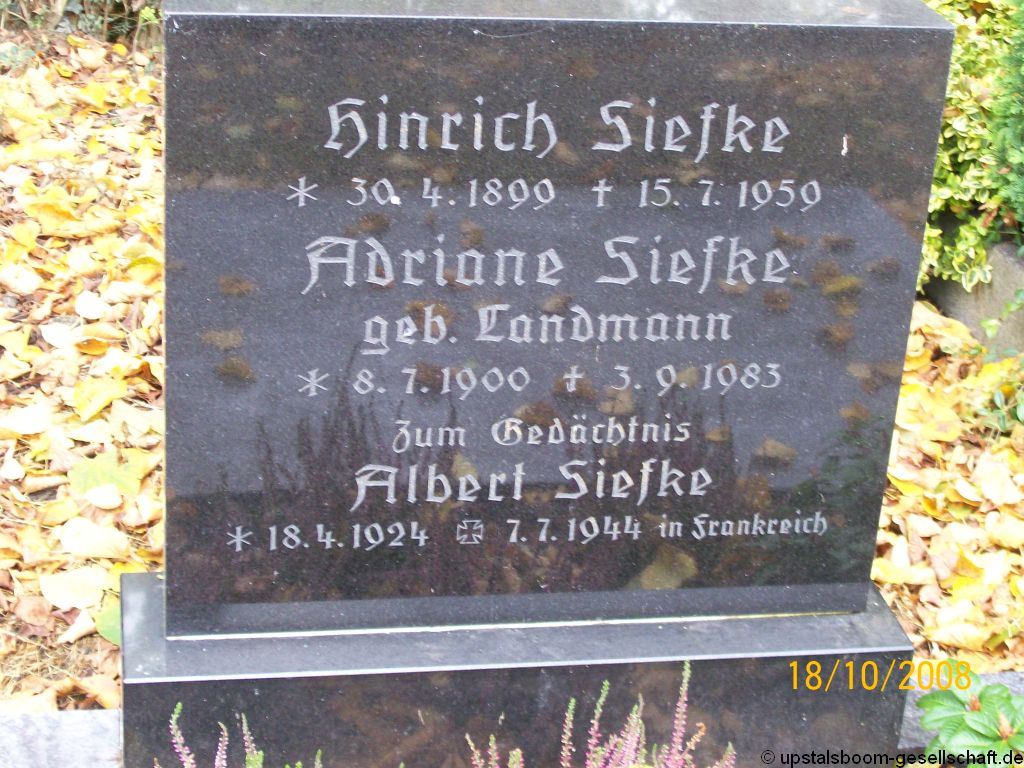 Hinrich Siefke
* 30. 4. 1899 † 15. 7. 1959
Adriane Siefke
geb. Landmann
* 8. 7. 1900 † 3. 9. 1983
Zum Gedächtnis
Albert Siefke
* 18. 4. 1924 ✠ 7. 7. 1944 in Frankreich
18/10/2008
© upstalsboom-gesellschaft.de